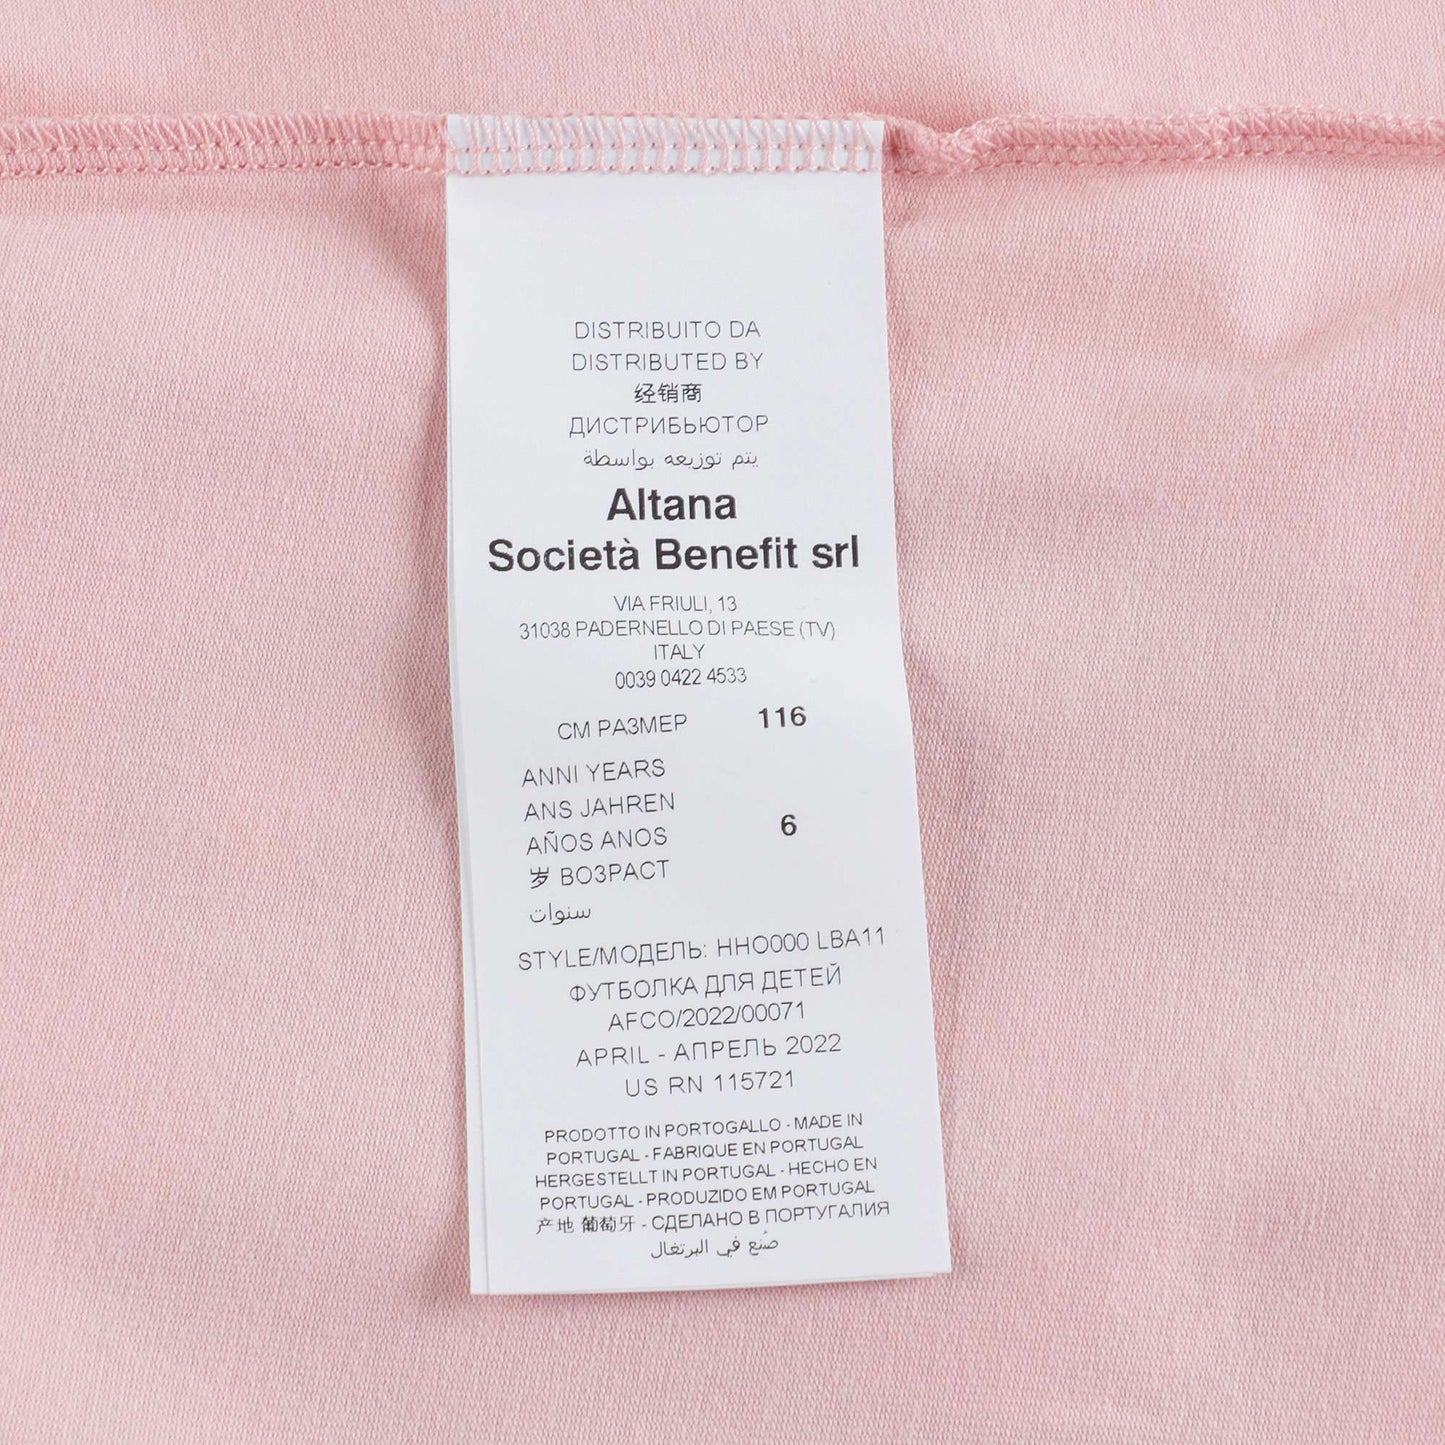 DISTRIBUITO DA
DISTRIBUTED BY
经销商
ДИСТРИБЬЮТОР
يتم توزيعه بواسطة
Altana
Società Benefit srl
VIA FRIULI, 13
31038 PADERNELLO DI PAESE (TV)
ITALY
0039 0422 4533
CM РАЗМЕР 116
ANNI YEARS
ANS JAHREN
AÑOS ANOS 6
岁 ВОЗРАСТ
سنوات
STYLE/МОДЕЛЬ: HHO000 LBA11
ФУТБОЛКА ДЛЯ ДЕТЕЙ
AFCO/2022/00071
APRIL - АПРЕЛЬ 2022
US RN 115721
PRODOTTO IN PORTOGALLO - MADE IN
PORTUGAL - FABRIQUE EN PORTUGAL
HERGESTELLT IN PORTUGAL - HECHO EN
PORTUGAL - PRODUZIDO EM PORTUGAL
产地 葡萄牙 - СДЕЛАНО В ПОРТУГАЛИЯ
صُنع في البرتغال